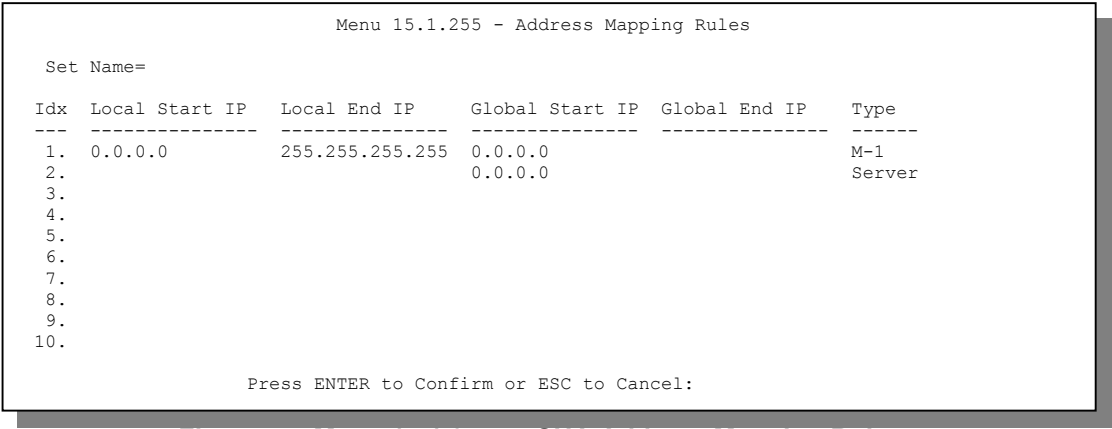 Menu 15.1.255 - Address Mapping Rules
Set Name=
Idx Local Start IP Local End IP Global Start IP Global End IP Type
--- --------------- --------------- --------------- --------------- ------
1. 0.0.0.0 255.255.255.255 0.0.0.0 M-1
2. 0.0.0.0 Server
3.
4.
5.
6.
7.
8.
9.
10.
Press ENTER to Confirm or ESC to Cancel: